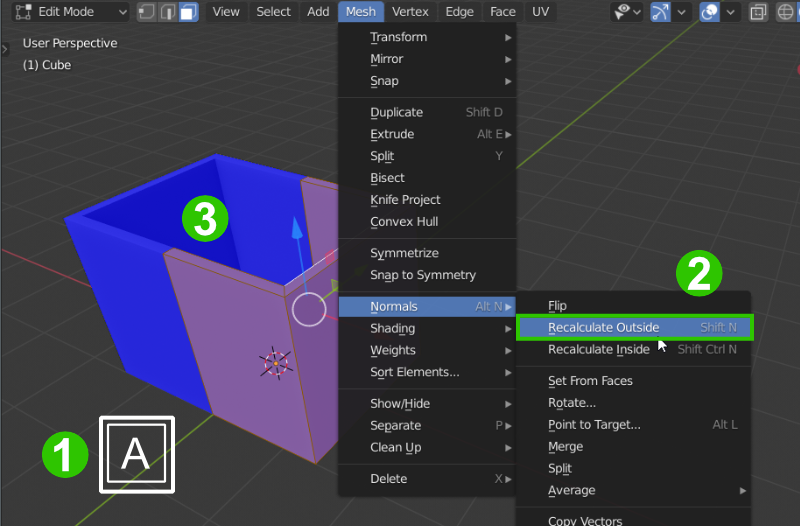 Edit Mode View Select Add Mesh Vertex Edge Face UV
User Perspective
(1) Cube
Transform
Mirror
Snap
Duplicate Shift D
Extrude Alt E
Split Y
Bisect
Knife Project
Convex Hull
Symmetrize
Snap to Symmetry
Normals Alt N
Shading
Weights
Sort Elements...
Show/Hide
Separate P
Clean Up
Delete X
Flip
Recalculate Outside Shift N
Recalculate Inside Shift Ctrl N
Set From Faces
Rotate...
Point to Target... Alt L
Merge
Split
Average
Copy Vectors
3
2
1
A